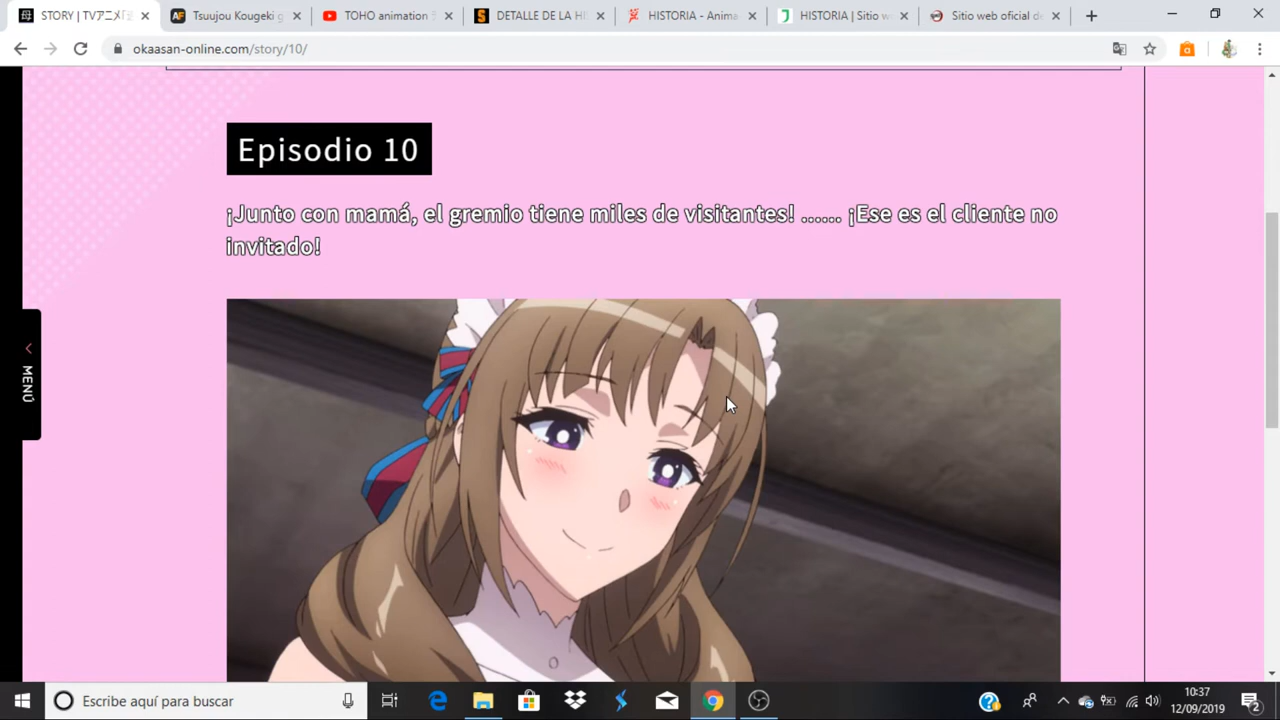 STORY | TVアニメ「
Tsuujou Kougeki g
TOHO animation
DETALLE DE LA HI
HISTORIA - Anima
HISTORIA | Sitio w
Sitio web oficial d
okaasan-online.com/story/10/
Episodio 10
¡Junto con mamá, el gremio tiene miles de visitantes! ...... ¡Ese es el cliente no
invitado!
MENÚ
Escribe aquí para buscar
10:37
12/09/2019
2